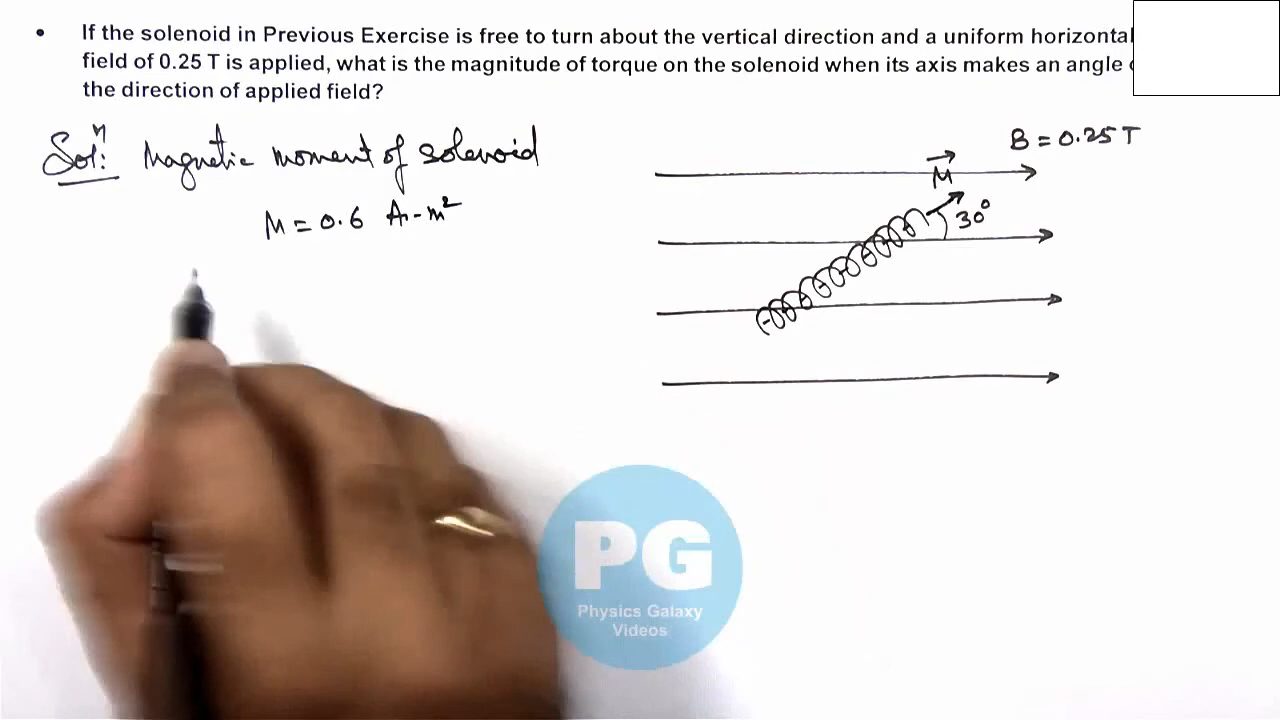 • If the solenoid in Previous Exercise is free to turn about the vertical direction and a uniform horizontal
field of 0.25 T is applied, what is the magnitude of torque on the solenoid when its axis makes an angle
the direction of applied field?
Solⁿ: Magnetic moment of solenoid
M = 0.6 A-m²
B = 0.25 T
M
30°
PG
Physics Galaxy
Videos